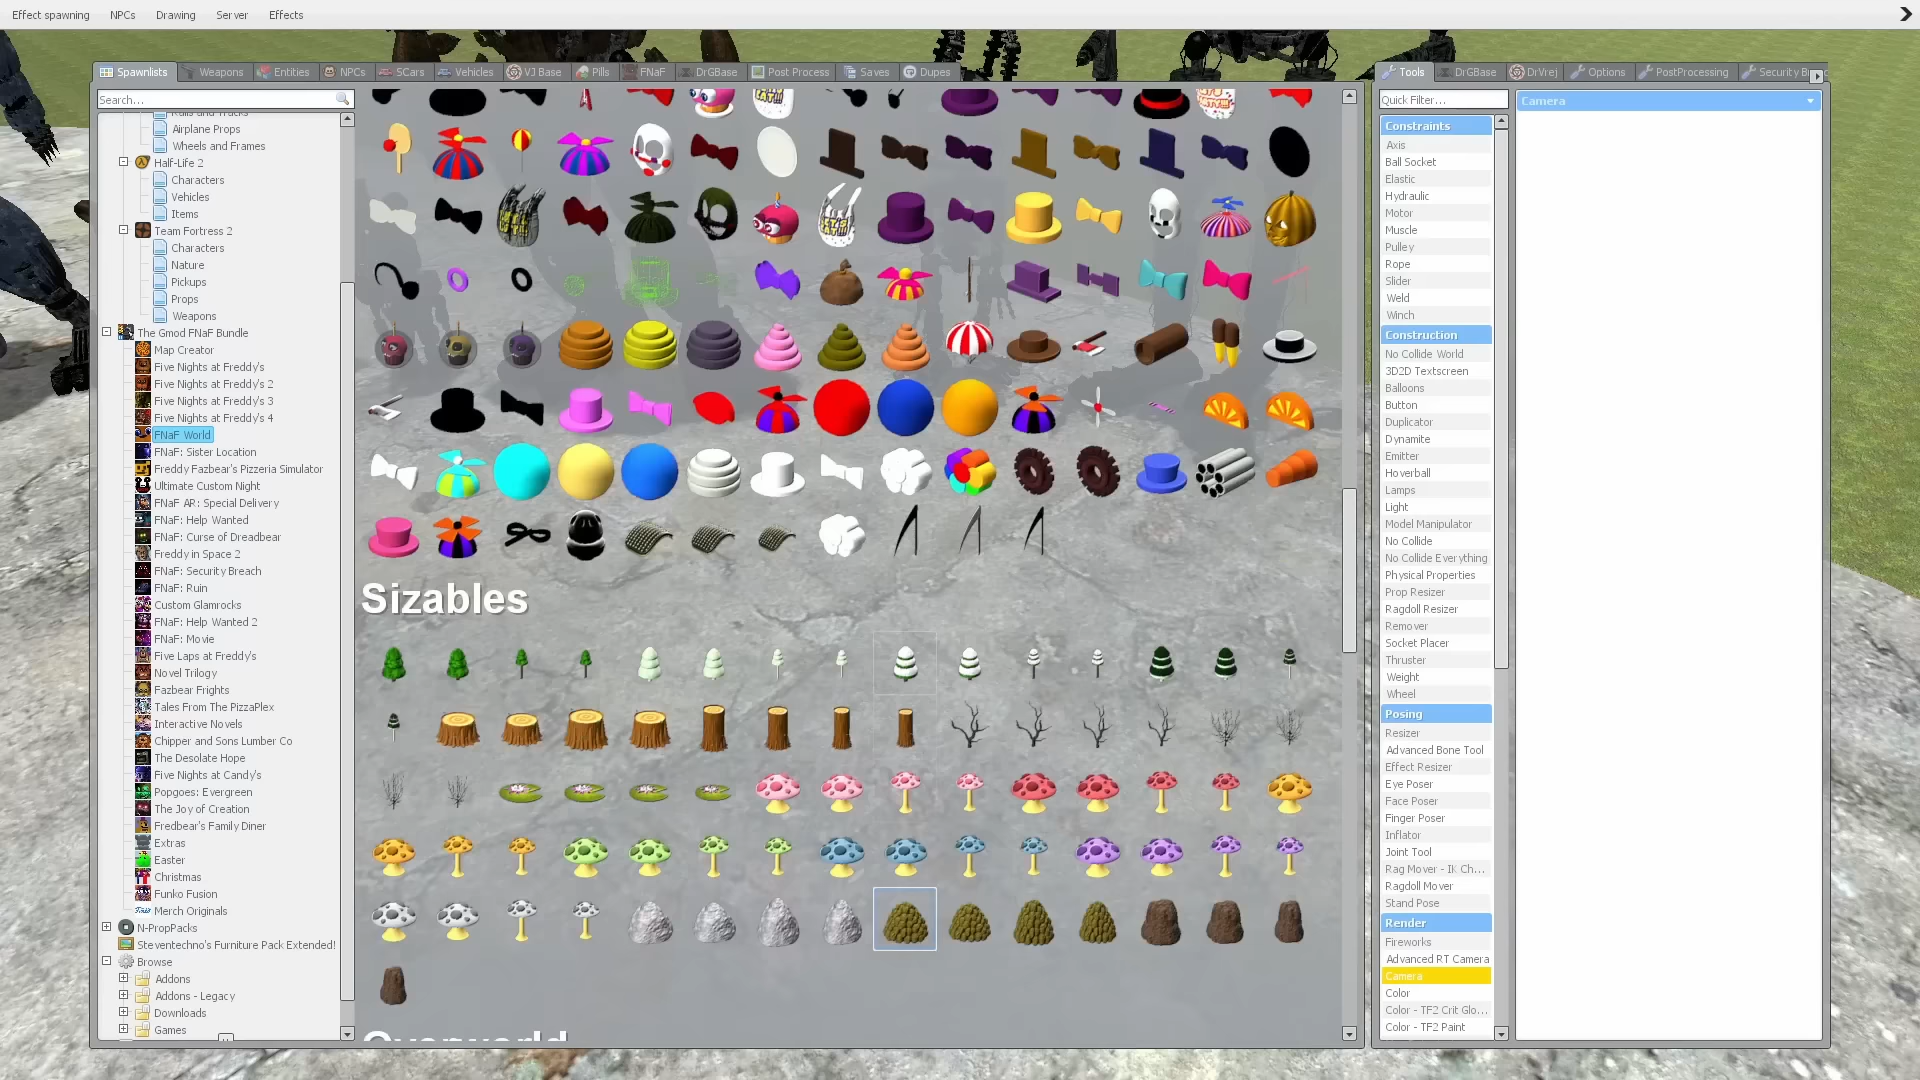 Effect spawning NPCs Drawing Server Effects
Spawnlists Weapons Entities NPCs SCars Vehicles VJ Base Pills FNaF DrGBase Post Process Saves Dupes
Search...
Airplane Props
Wheels and Frames
Half-Life 2
Characters
Vehicles
Items
Team Fortress 2
Characters
Nature
Pickups
Props
Weapons
The Gmod FNaF Bundle
Map Creator
Five Nights at Freddy's
Five Nights at Freddy's 2
Five Nights at Freddy's 3
Five Nights at Freddy's 4
FNaF World
FNaF: Sister Location
Freddy Fazbear's Pizzeria Simulator
Ultimate Custom Night
FNaF AR: Special Delivery
FNaF: Help Wanted
FNaF: Curse of Dreadbear
Freddy in Space 2
FNaF: Security Breach
FNaF: Ruin
Custom Glamrocks
FNaF: Help Wanted 2
FNaF: Movie
Five Laps at Freddy's
Novel Trilogy
Fazbear Frights
Tales From The PizzaPlex
Interactive Novels
Chipper and Sons Lumber Co
The Desolate Hope
Five Nights at Candy's
Popgoes: Evergreen
The Joy of Creation
Fredbear's Family Diner
Extras
Easter
Christmas
Funko Fusion
Merch Originals
N-PropPacks
Steventechno's Furniture Pack Extended!
Browse
Addons
Addons - Legacy
Downloads
Games
Sizables
Overworld
Tools DrGBase DrVrej Options PostProcessing Security Br
Quick Filter...
Constraints
Axis
Ball Socket
Elastic
Hydraulic
Motor
Muscle
Pulley
Rope
Slider
Weld
Winch
Construction
No Collide World
3D2D Textscreen
Balloons
Button
Duplicator
Dynamite
Emitter
Hoverball
Lamps
Light
Model Manipulator
No Collide
No Collide Everything
Physical Properties
Prop Resizer
Ragdoll Resizer
Remover
Socket Placer
Thruster
Weight
Wheel
Posing
Resizer
Advanced Bone Tool
Effect Resizer
Eye Poser
Face Poser
Finger Poser
Inflator
Joint Tool
Rag Mover - IK Ch...
Ragdoll Mover
Stand Pose
Render
Fireworks
Advanced RT Camera
Camera
Color
Color - TF2 Crit Glo...
Color - TF2 Paint
Camera